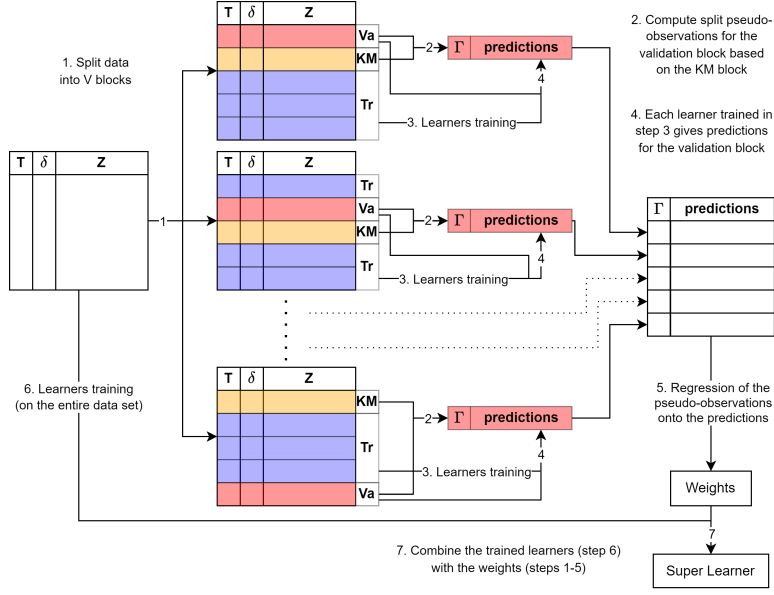 T δ Z
Va
KM
Tr
2
Γ predictions
4
3. Learners training
1. Split data
into V blocks
2. Compute split pseudo-
observations for the
validation block based
on the KM block
4. Each learner trained in
step 3 gives predictions
for the validation block
T δ Z
1
T δ Z
Tr
Va
KM
Tr
2
Γ predictions
4
3. Learners training
Γ predictions
T δ Z
KM
Tr
Va
2
Γ predictions
4
3. Learners training
6. Learners training
(on the entire data set)
5. Regression of the
pseudo-observations
onto the predictions
Weights
7
7. Combine the trained learners (step 6)
with the weights (steps 1-5)
Super Learner